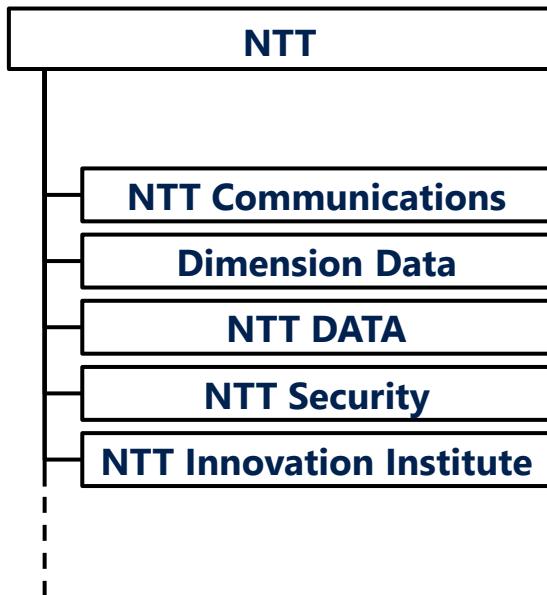 NTT
NTT Communications
Dimension Data
NTT DATA
NTT Security
NTT Innovation Institute